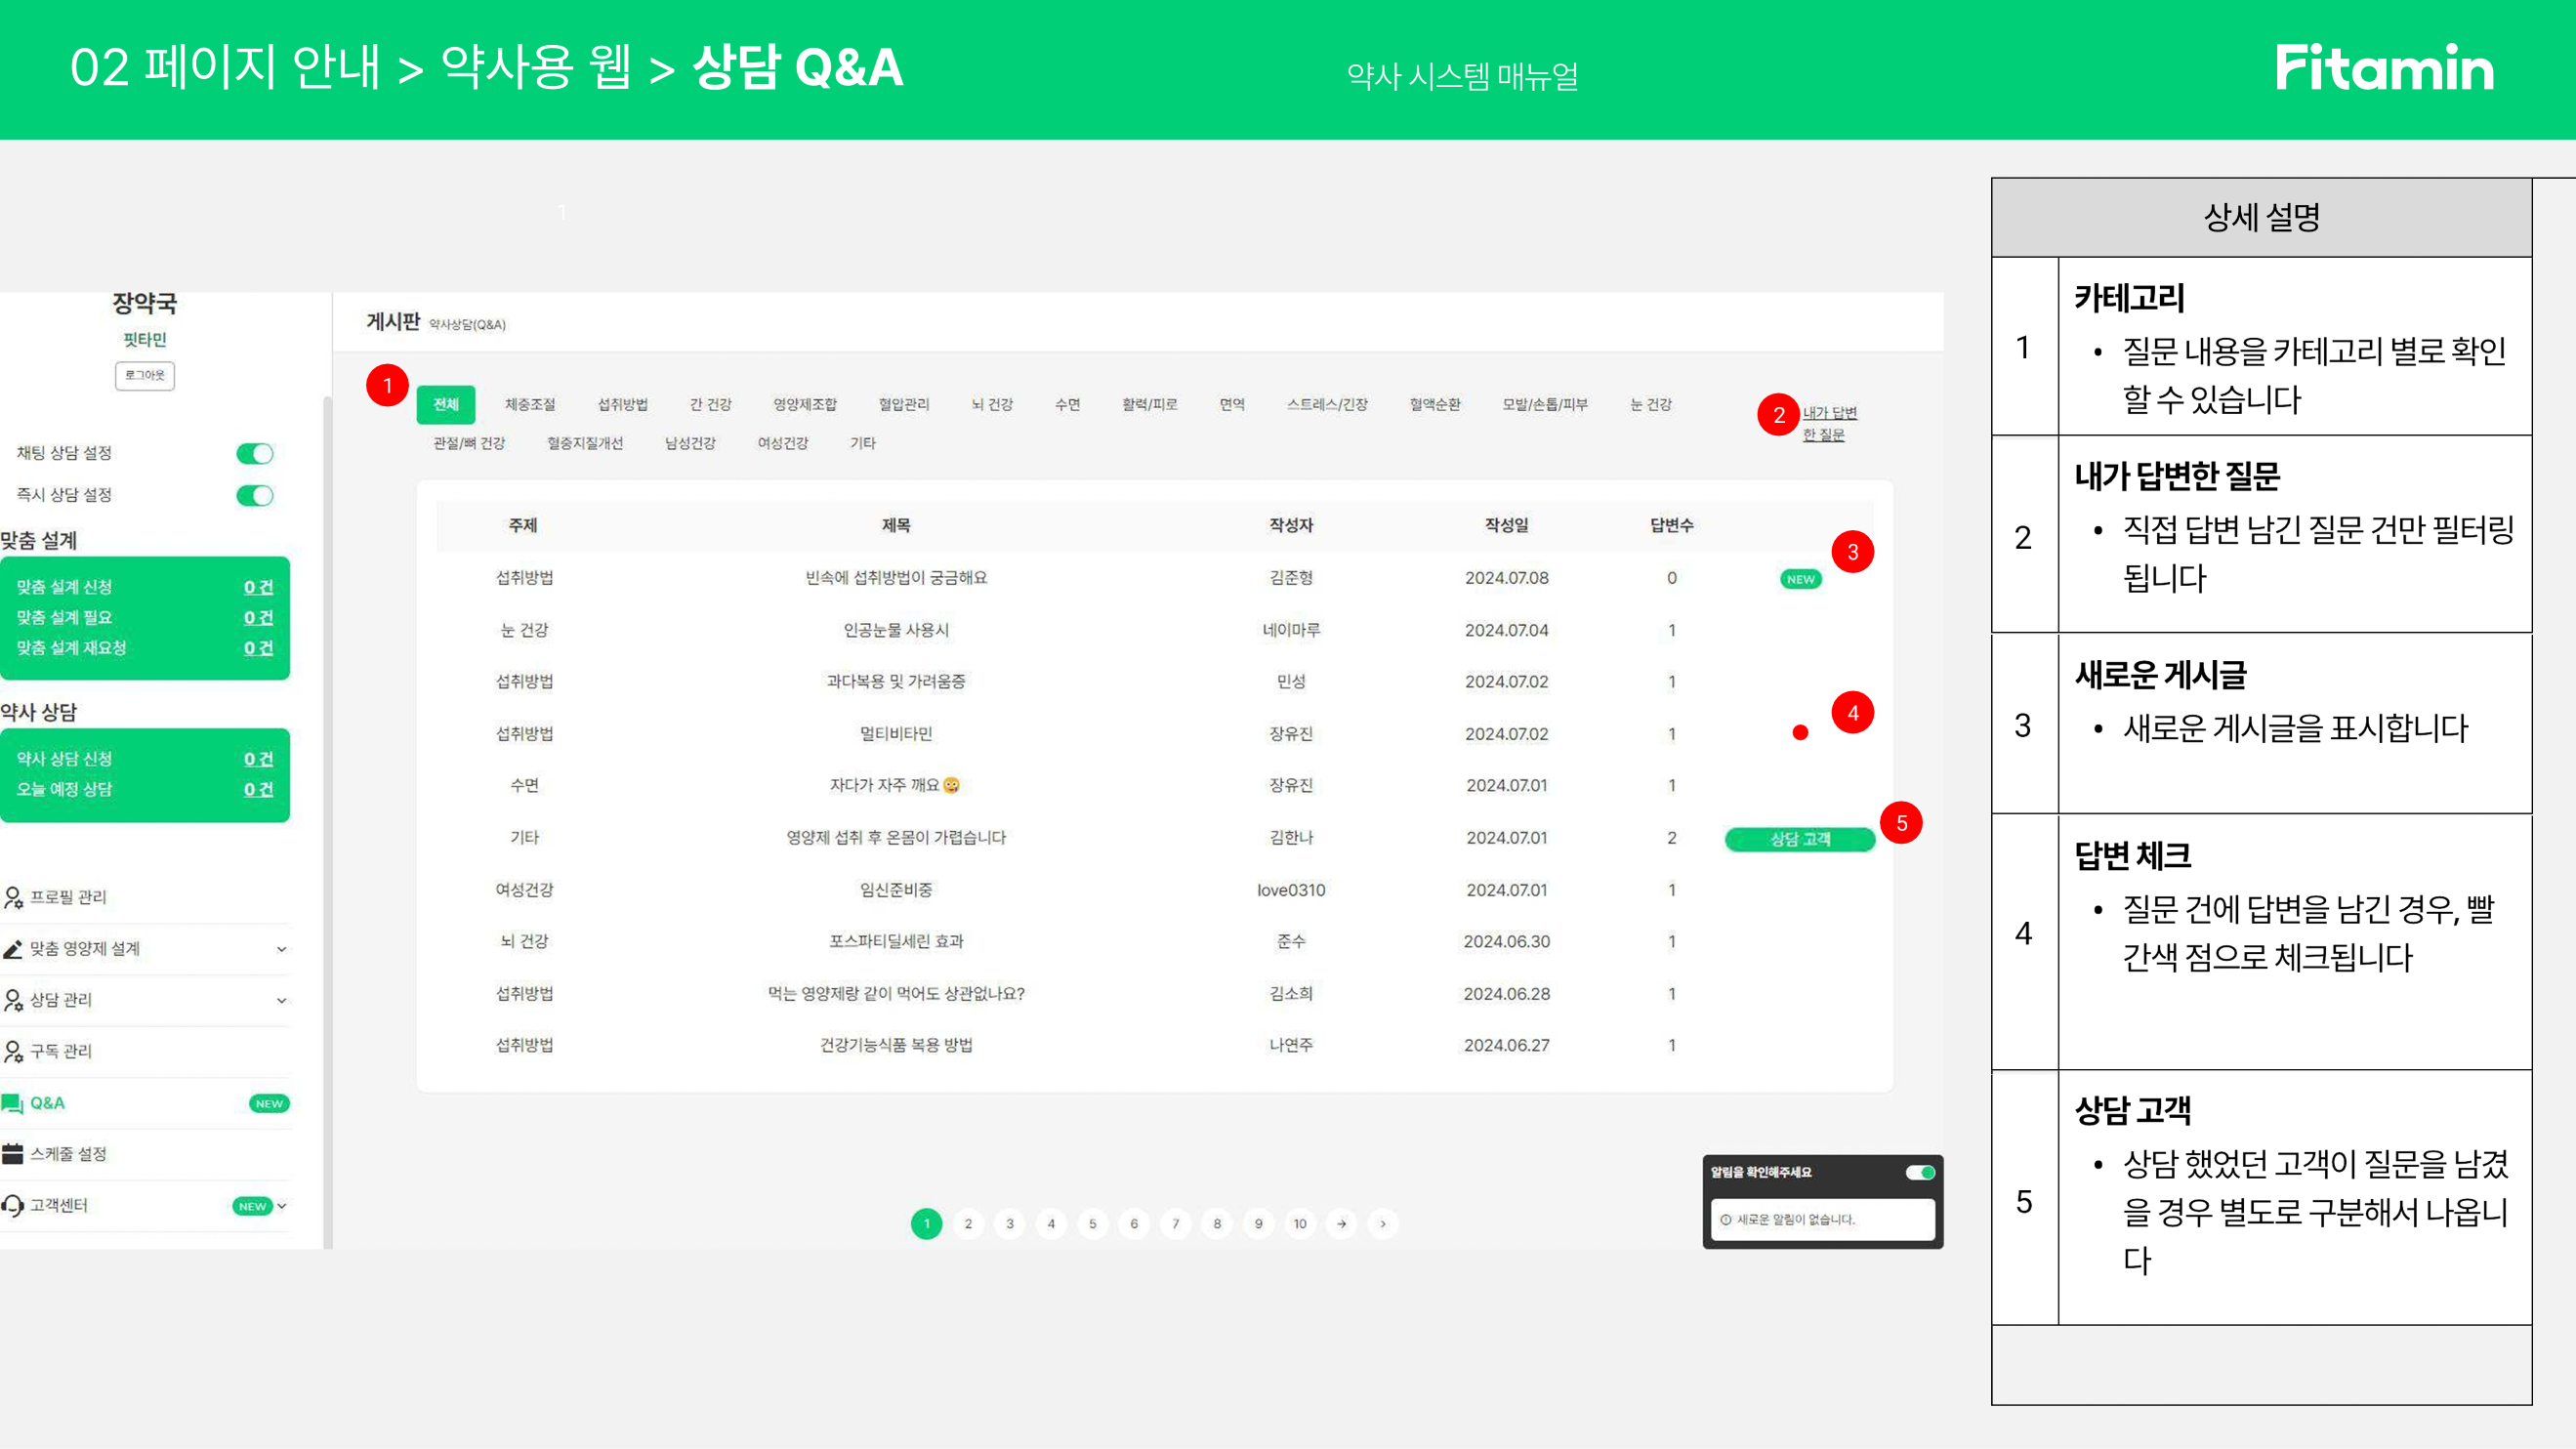 02 페이지 안내 > 약사용 웹 > 상담 Q&A
약사 시스템 매뉴얼
Fitamin
1
장약국
핏타민
로그아웃
채팅 상담 설정
즉시 상담 설정
맞춤 설계
맞춤 설계 신청 0 건
맞춤 설계 필요 0 건
맞춤 설계 재요청 0 건
약사 상담
약사 상담 신청 0 건
오늘 예정 상담 0 건
프로필 관리
맞춤 영양제 설계
상담 관리
구독 관리
Q&A NEW
스케줄 설정
고객센터 NEW
게시판 약사상담(Q&A)
1
전체 체중조절 섭취방법 간 건강 영양제조합 혈압관리 뇌 건강 수면 활력/피로 면역 스트레스/긴장 혈액순환 모발/손톱/피부 눈 건강
관절/뼈 건강 혈중지질개선 남성건강 여성건강 기타
2
내가 답변
한 질문
주제 제목 작성자 작성일 답변수
3
섭취방법 빈속에 섭취방법이 궁금해요 김준형 2024.07.08 0 NEW
눈 건강 인공눈물 사용시 네이마루 2024.07.04 1
섭취방법 과다복용 및 가려움증 민성 2024.07.02 1
4
섭취방법 멀티비타민 장유진 2024.07.02 1
수면 자다가 자주 깨요 장유진 2024.07.01 1
5
기타 영양제 섭취 후 온몸이 가렵습니다 김한나 2024.07.01 2 상담 고객
여성건강 임신준비중 love0310 2024.07.01 1
뇌 건강 포스파티딜세린 효과 준수 2024.06.30 1
섭취방법 먹는 영양제랑 같이 먹어도 상관없나요? 김소희 2024.06.28 1
섭취방법 건강기능식품 복용 방법 나연주 2024.06.27 1
1 2 3 4 5 6 7 8 9 10 → >
알림을 확인해주세요
새로운 알림이 없습니다.
상세 설명
1
카테고리
• 질문 내용을 카테고리 별로 확인
할 수 있습니다
2
내가 답변한 질문
• 직접 답변 남긴 질문 건만 필터링
됩니다
3
새로운 게시글
• 새로운 게시글을 표시합니다
4
답변 체크
• 질문 건에 답변을 남긴 경우, 빨
간색 점으로 체크됩니다
5
상담 고객
• 상담 했었던 고객이 질문을 남겼
을 경우 별도로 구분해서 나옵니
다